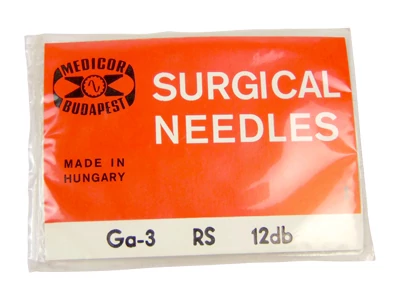 MEDICOR
BUDAPEST
SURGICAL
NEEDLES
MADE IN
HUNGARY
Ga-3 RS 12db